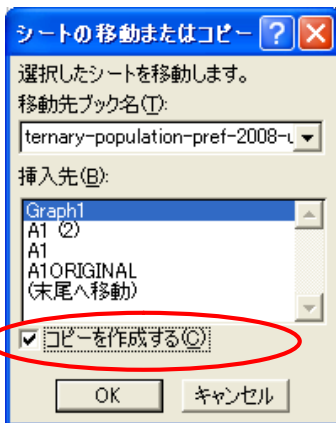 シートの移動またはコピー
選択したシートを移動します。
移動先ブック名(T):
ternary-population-pref-2008-u
挿入先(B):
Graph1
A1 (2)
A1
A1ORIGINAL
(末尾へ移動)
コピーを作成する(C)
OK キャンセル